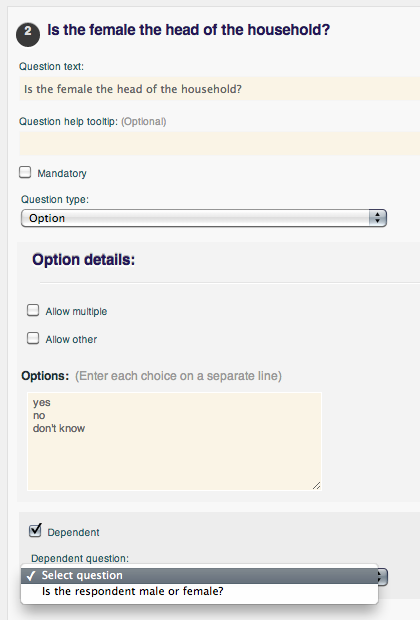 2 Is the female the head of the household?
Question text:
Is the female the head of the household?
Question help tooltip: (Optional)
Mandatory
Question type:
Option
Option details:
Allow multiple
Allow other
Options: (Enter each choice on a separate line)
yes
no
don't know
Dependent
Dependent question:
✓ Select question
Is the respondent male or female?